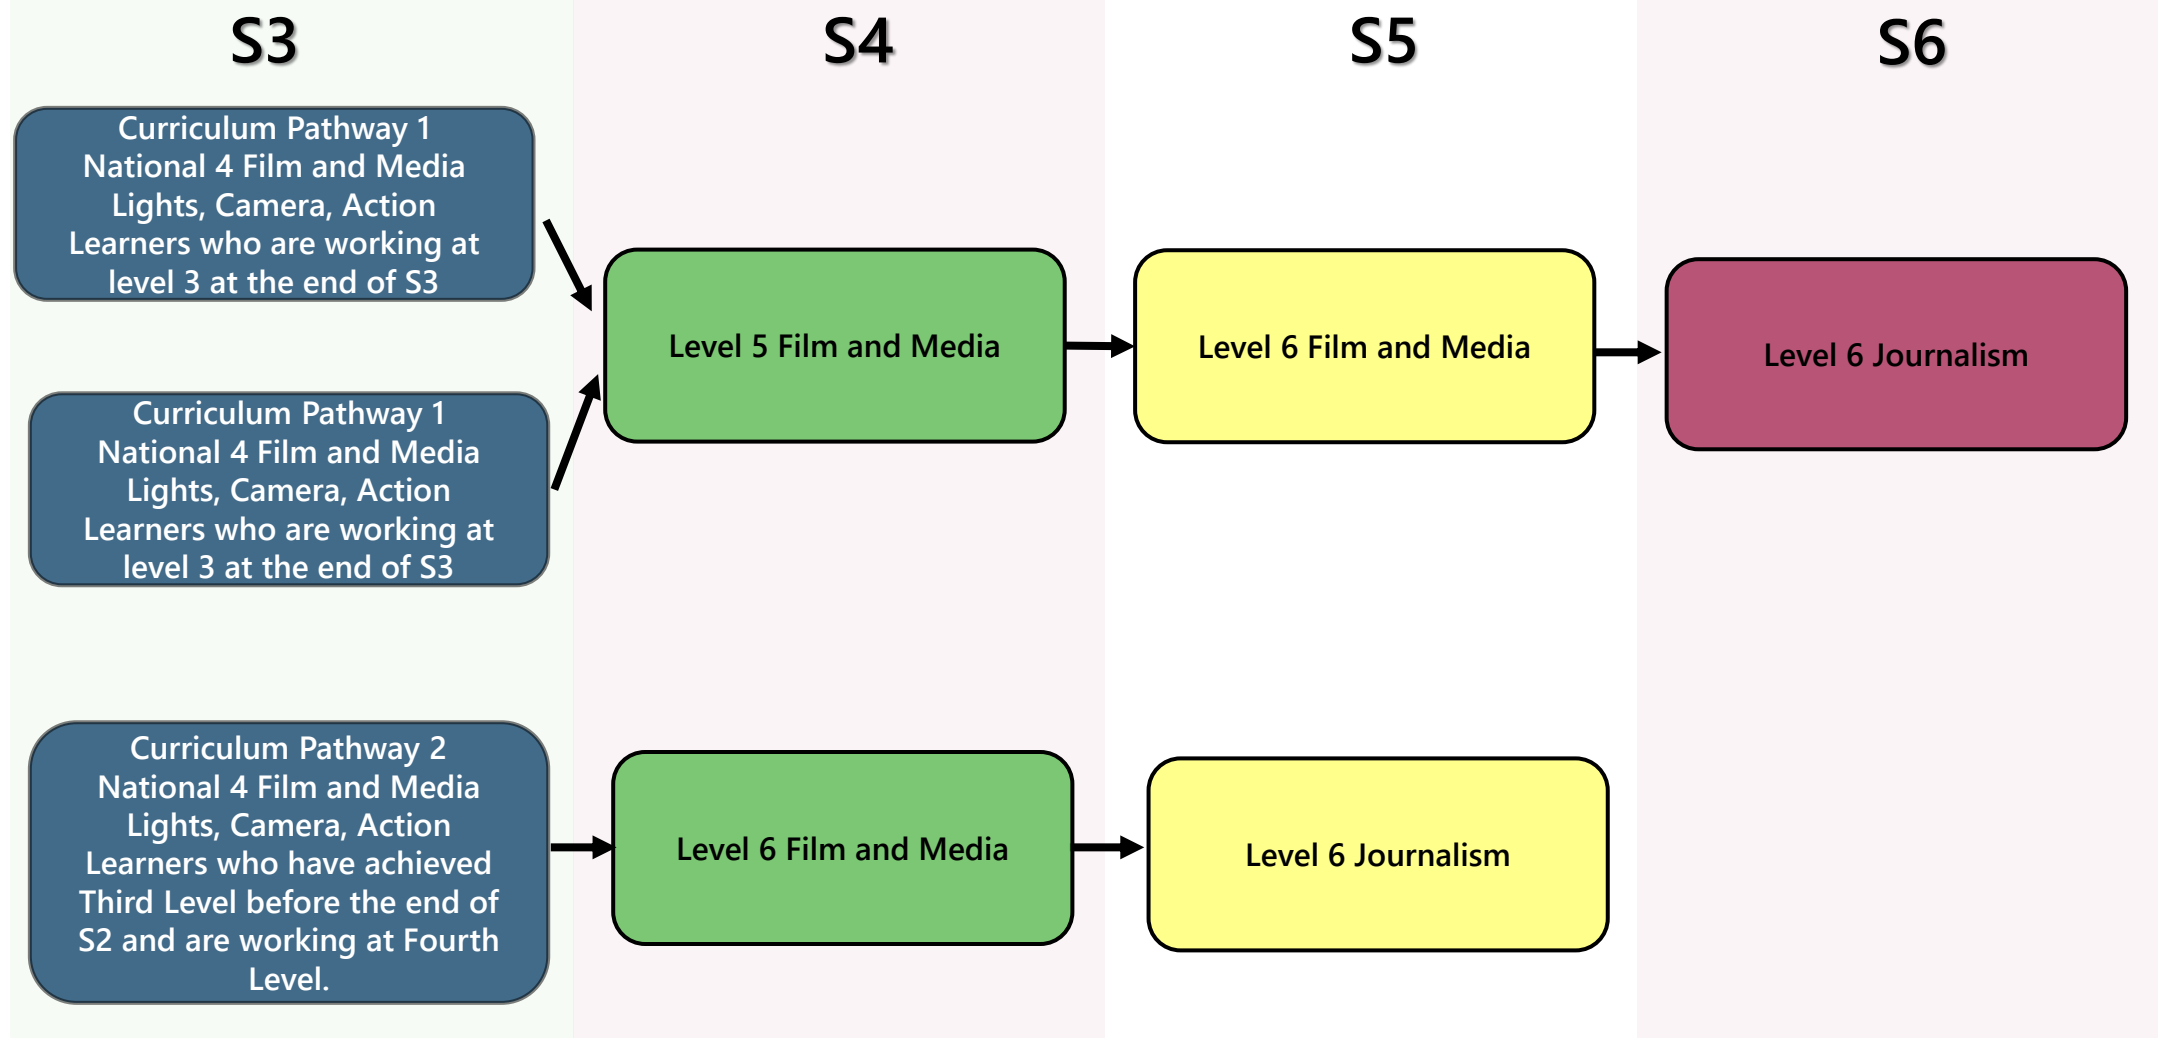 S3
S4
S5
S6
Curriculum Pathway 1
National 4 Film and Media
Lights, Camera, Action
Learners who are working at
level 3 at the end of S3
Level 5 Film and Media
Level 6 Film and Media
Level 6 Journalism
Curriculum Pathway 1
National 4 Film and Media
Lights, Camera, Action
Learners who are working at
level 3 at the end of S3
Curriculum Pathway 2
National 4 Film and Media
Lights, Camera, Action
Learners who have achieved
Third Level before the end of
S2 and are working at Fourth
Level.
Level 6 Film and Media
Level 6 Journalism